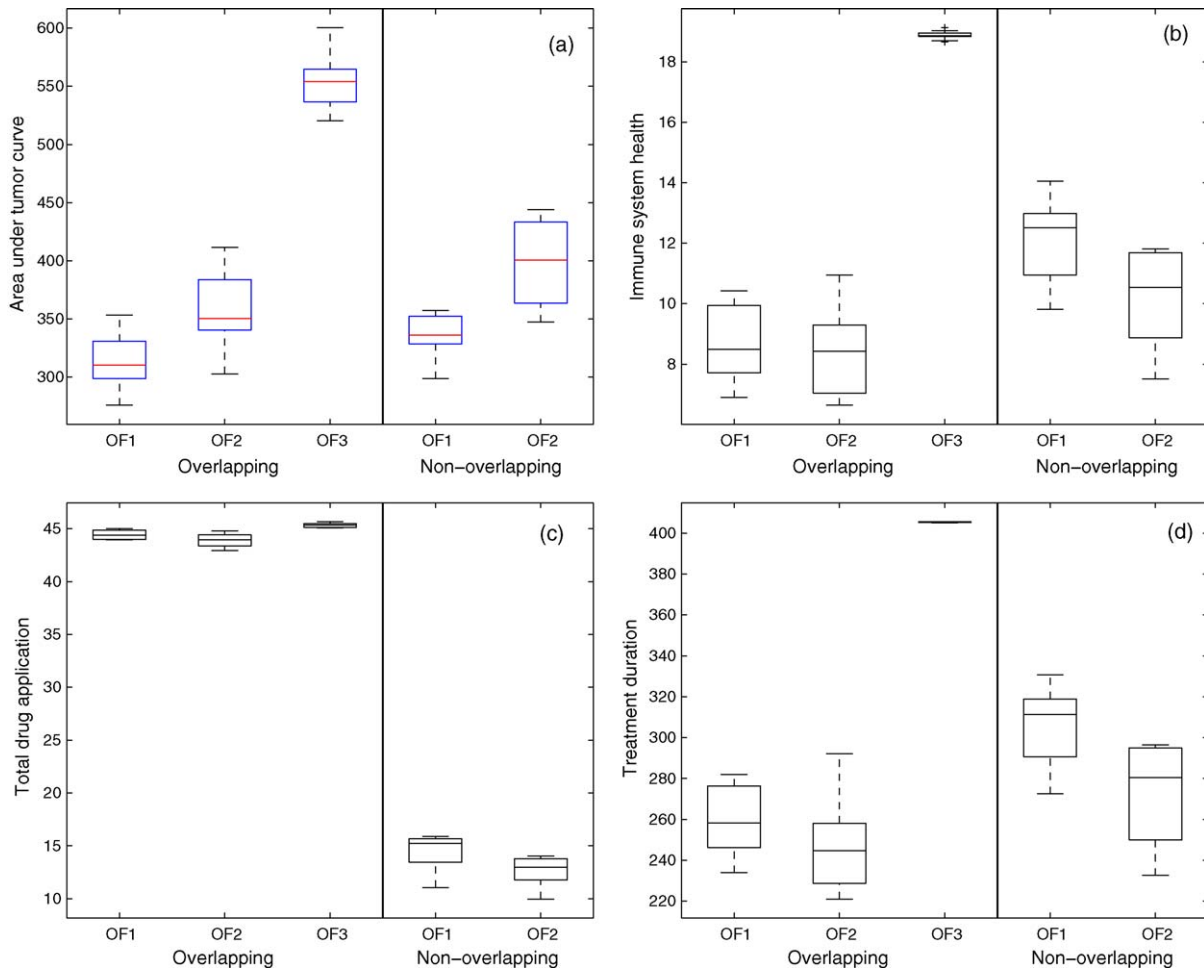 600
550
500
450
400
350
300
Area under tumor curve
(a)
OF1 OF2 OF3 OF1 OF2
Overlapping Non-overlapping
18
16
14
12
10
8
Immune system health
(b)
OF1 OF2 OF3 OF1 OF2
Overlapping Non-overlapping
45
40
35
30
25
20
15
10
Total drug application
(c)
OF1 OF2 OF3 OF1 OF2
Overlapping Non-overlapping
400
380
360
340
320
300
280
260
240
220
Treatment duration
(d)
OF1 OF2 OF3 OF1 OF2
Overlapping Non-overlapping